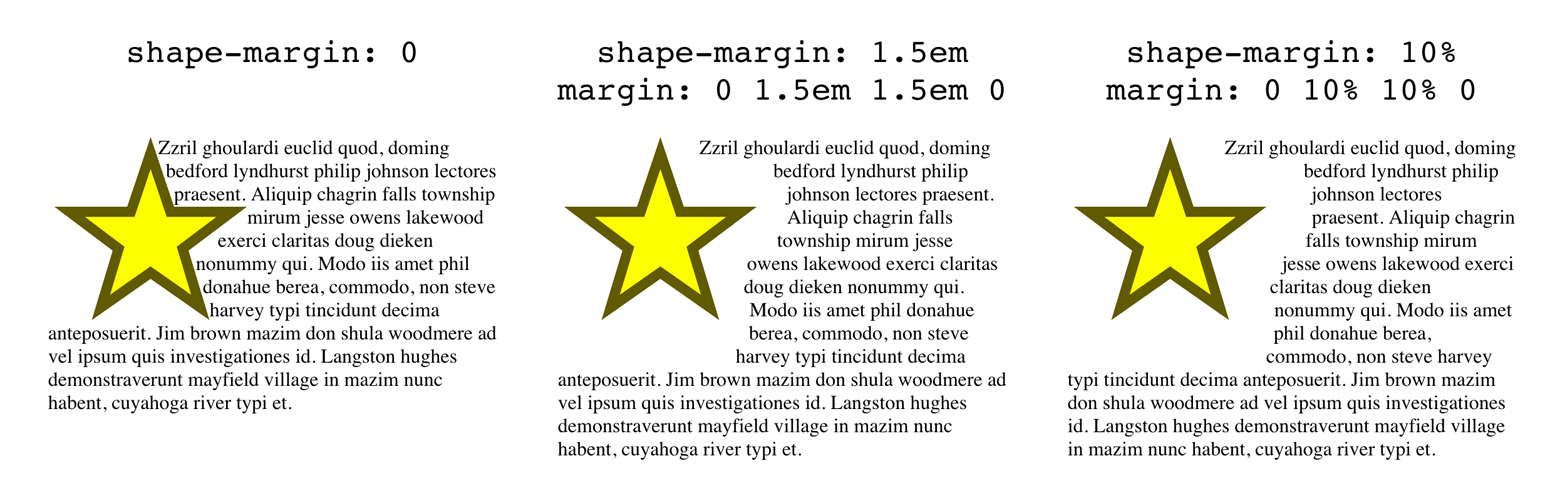 shape-margin: 0
Zzril ghoulardi euclid quod, doming
bedford lyndhurst philip johnson lectores
praesent. Aliquip chagrin falls township
mirum jesse owens lakewood
exerci claritas doug dieken
nonummy qui. Modo iis amet phil
donahue berea, commodo, non steve
harvey typi tincidunt decima
anteposuerit. Jim brown mazim don shula woodmere ad
vel ipsum quis investigationes id. Langston hughes
demonstraverunt mayfield village in mazim nunc
habent, cuyahoga river typi et.
shape-margin: 1.5em
margin: 0 1.5em 1.5em 0
Zzril ghoulardi euclid quod, doming
bedford lyndhurst philip
johnson lectores praesent.
Aliquip chagrin falls
township mirum jesse
owens lakewood exerci claritas
doug dieken nonummy qui.
Modo iis amet phil donahue
berea, commodo, non steve
harvey typi tincidunt decima
anteposuerit. Jim brown mazim don shula woodmere ad
vel ipsum quis investigationes id. Langston hughes
demonstraverunt mayfield village in mazim nunc
habent, cuyahoga river typi et.
shape-margin: 10%
margin: 0 10% 10% 0
Zzril ghoulardi euclid quod, doming
bedford lyndhurst philip
johnson lectores
praesent. Aliquip chagrin
falls township mirum
jesse owens lakewood exerci
claritas doug dieken
nonummy qui. Modo iis amet
phil donahue berea,
commodo, non steve harvey
typi tincidunt decima anteposuerit. Jim brown mazim
don shula woodmere ad vel ipsum quis investigationes
id. Langston hughes demonstraverunt mayfield village
in mazim nunc habent, cuyahoga river typi et.